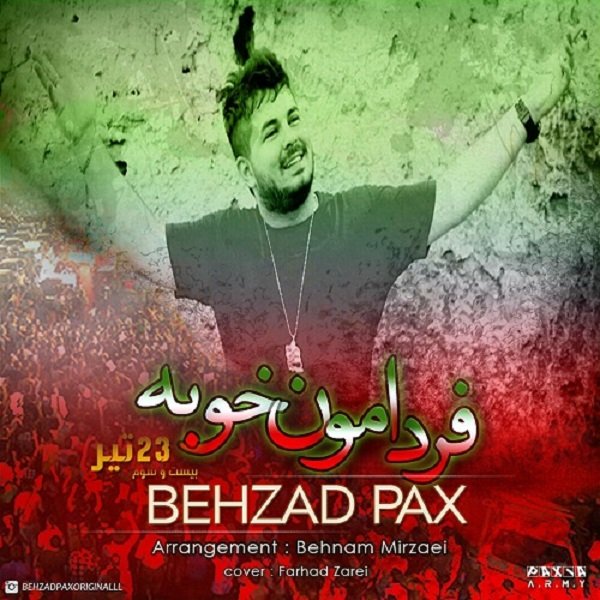 فردامون خوبه
23 تیر
بیست و سوم
BEHZAD PAX
Arrangement : Behnam Mirzaei
cover : Farhad Zarei
BEHZADPAXORIGINALLL
A.R.M.Y